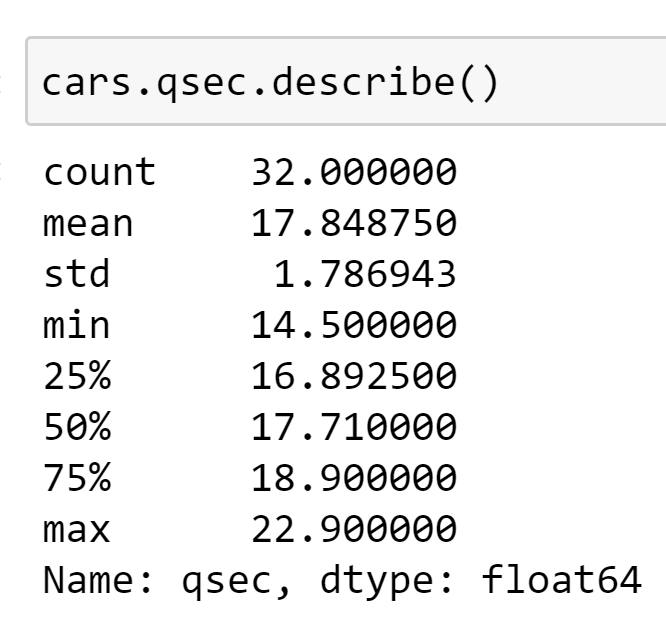 cars.qsec.describe()
count    32.000000
mean     17.848750
std       1.786943
min      14.500000
25%      16.892500
50%      17.710000
75%      18.900000
max      22.900000
Name: qsec, dtype: float64